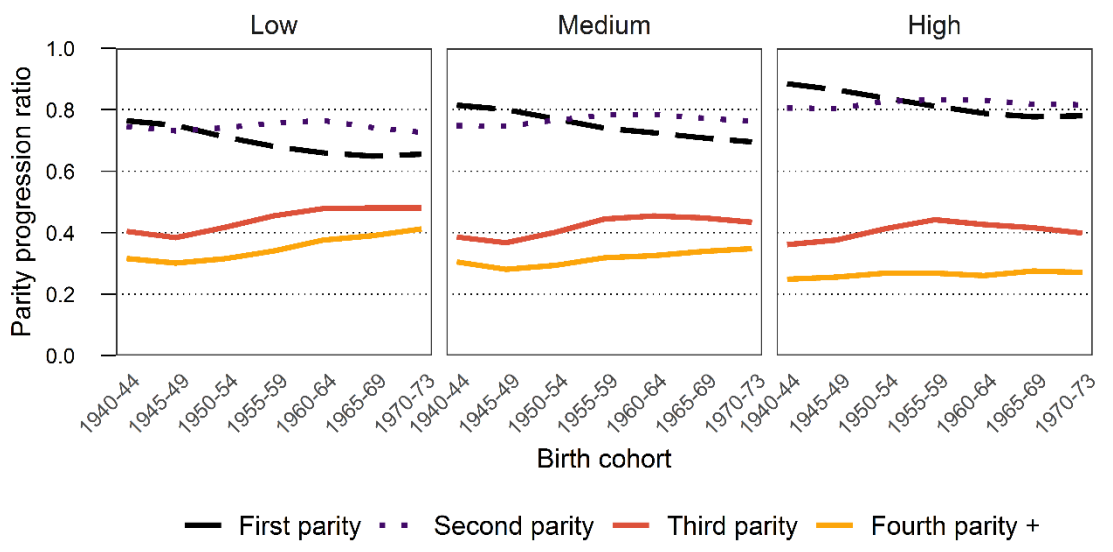 Low Medium High
Parity progression ratio
1.0
0.8
0.6
0.4
0.2
0.0
1940-44 1945-49 1950-54 1955-59 1960-64 1965-69 1970-73 1940-44 1945-49 1950-54 1955-59 1960-64 1965-69 1970-73 1940-44 1945-49 1950-54 1955-59 1960-64 1965-69 1970-73
Birth cohort
First parity Second parity Third parity Fourth parity +